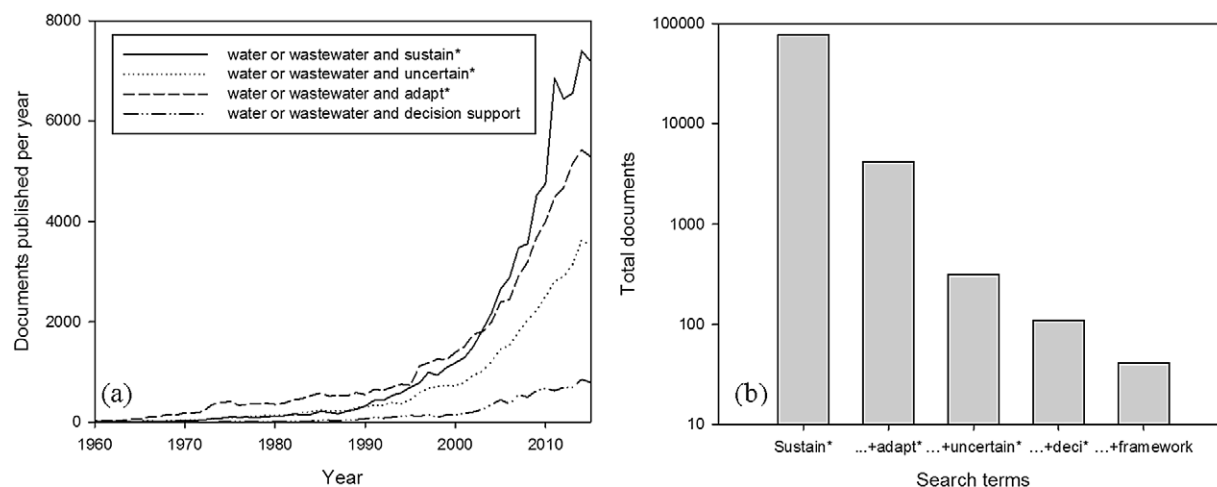 8000
6000
4000
2000
0
Documents published per year
water or wastewater and sustain*
water or wastewater and uncertain*
water or wastewater and adapt*
water or wastewater and decision support
(a)
1960 1970 1980 1990 2000 2010
Year
100000
10000
1000
100
10
Total documents
(b)
Sustain* ...+adapt* ...+uncertain* ...+deci* ...+framework
Search terms